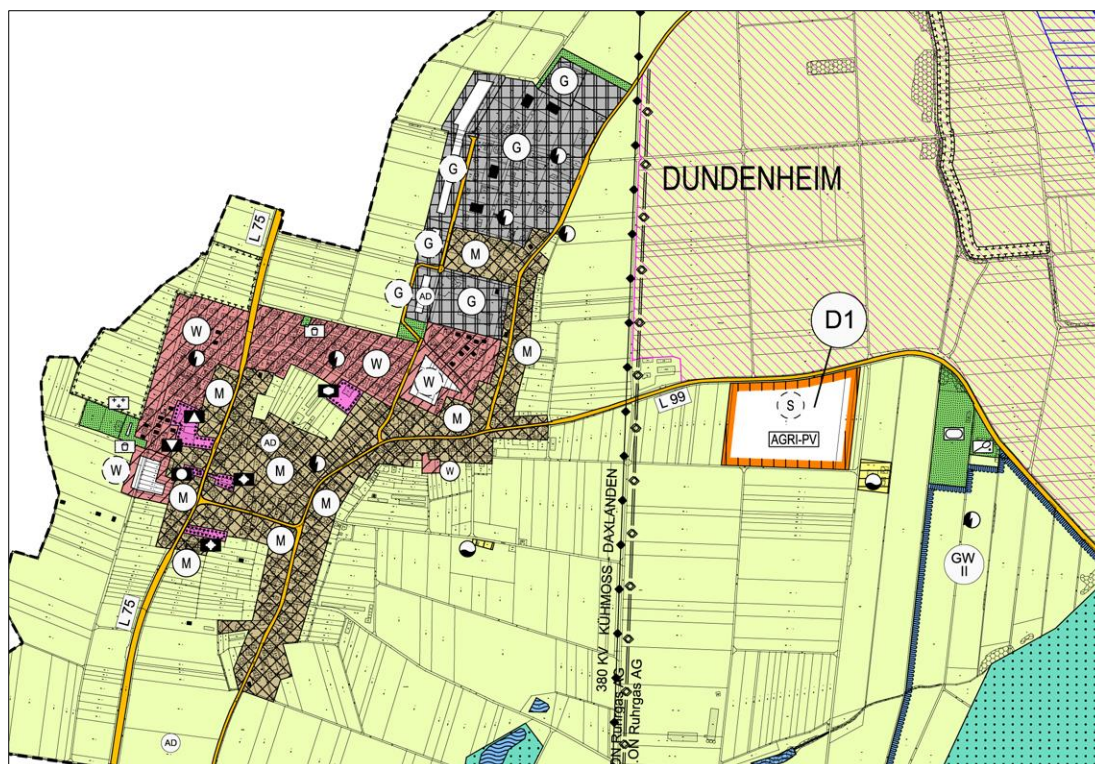 G
G
G
DUNDENHEIM
L 75
G
M
G
AD
G
D1
W
M
W
W
L 99
S
M
M
AGRI-PV
AD
M
W
W
M
M
380 KV KÜHMOSS - DAXLANDEN
M
M
GW
II
L 75
ON Ruhrgas AG
.ON Ruhrgas AG
AD